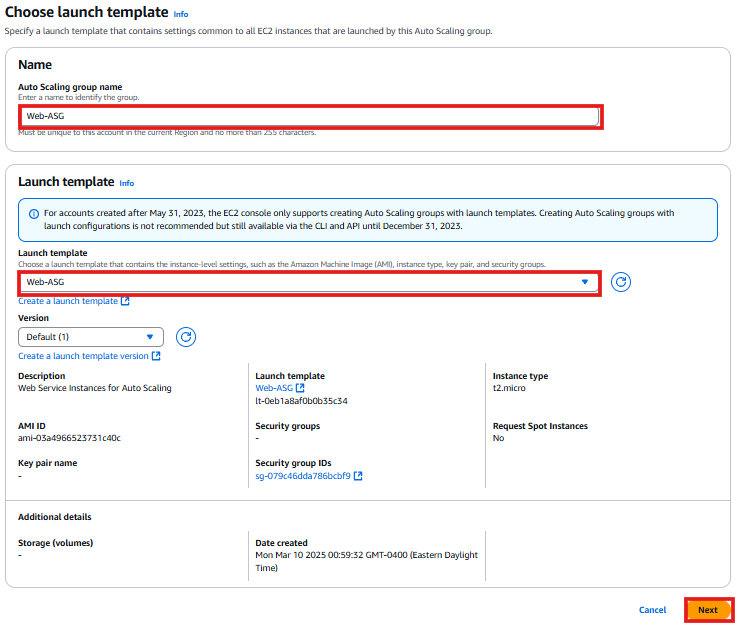 Choose launch template Info
Specify a launch template that contains settings common to all EC2 instances that are launched by this Auto Scaling group.
Name
Auto Scaling group name
Enter a name to identify the group.
Web-ASG
Must be unique to this account in the current Region and no more than 255 characters.
Launch template Info
For accounts created after May 31, 2023, the EC2 console only supports creating Auto Scaling groups with launch templates. Creating Auto Scaling groups with
launch configurations is not recommended but still available via the CLI and API until December 31, 2023.
Launch template
Choose a launch template that contains the instance-level settings, such as the Amazon Machine Image (AMI), instance type, key pair, and security groups.
Web-ASG
Create a launch template
Version
Default (1)
Create a launch template version
Description
Web Service Instances for Auto Scaling
Launch template
Web-ASG
lt-0eb1a8af0b0b35c34
Instance type
t2.micro
AMI ID
ami-03a4966523731c40c
Security groups
-
Request Spot Instances
No
Key pair name
-
Security group IDs
sg-079c46dda786bcbf9
Additional details
Storage (volumes)
-
Date created
Mon Mar 10 2025 00:59:32 GMT-0400 (Eastern Daylight
Time)
Cancel
Next